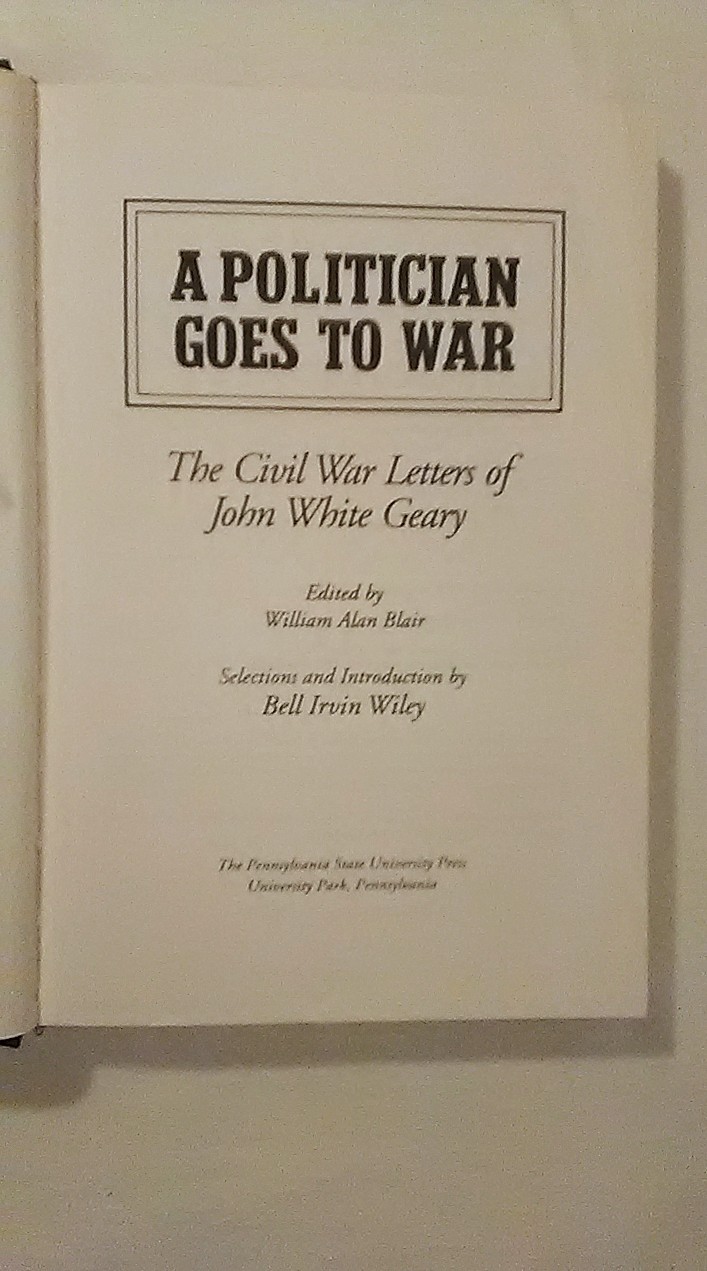 A POLITICIAN
GOES TO WAR
The Civil War Letters of
John White Geary
Edited by
William Alan Blair
Selections and Introduction by
Bell Irvin Wiley
The Pennsylvania State University Press
University Park, Pennsylvania